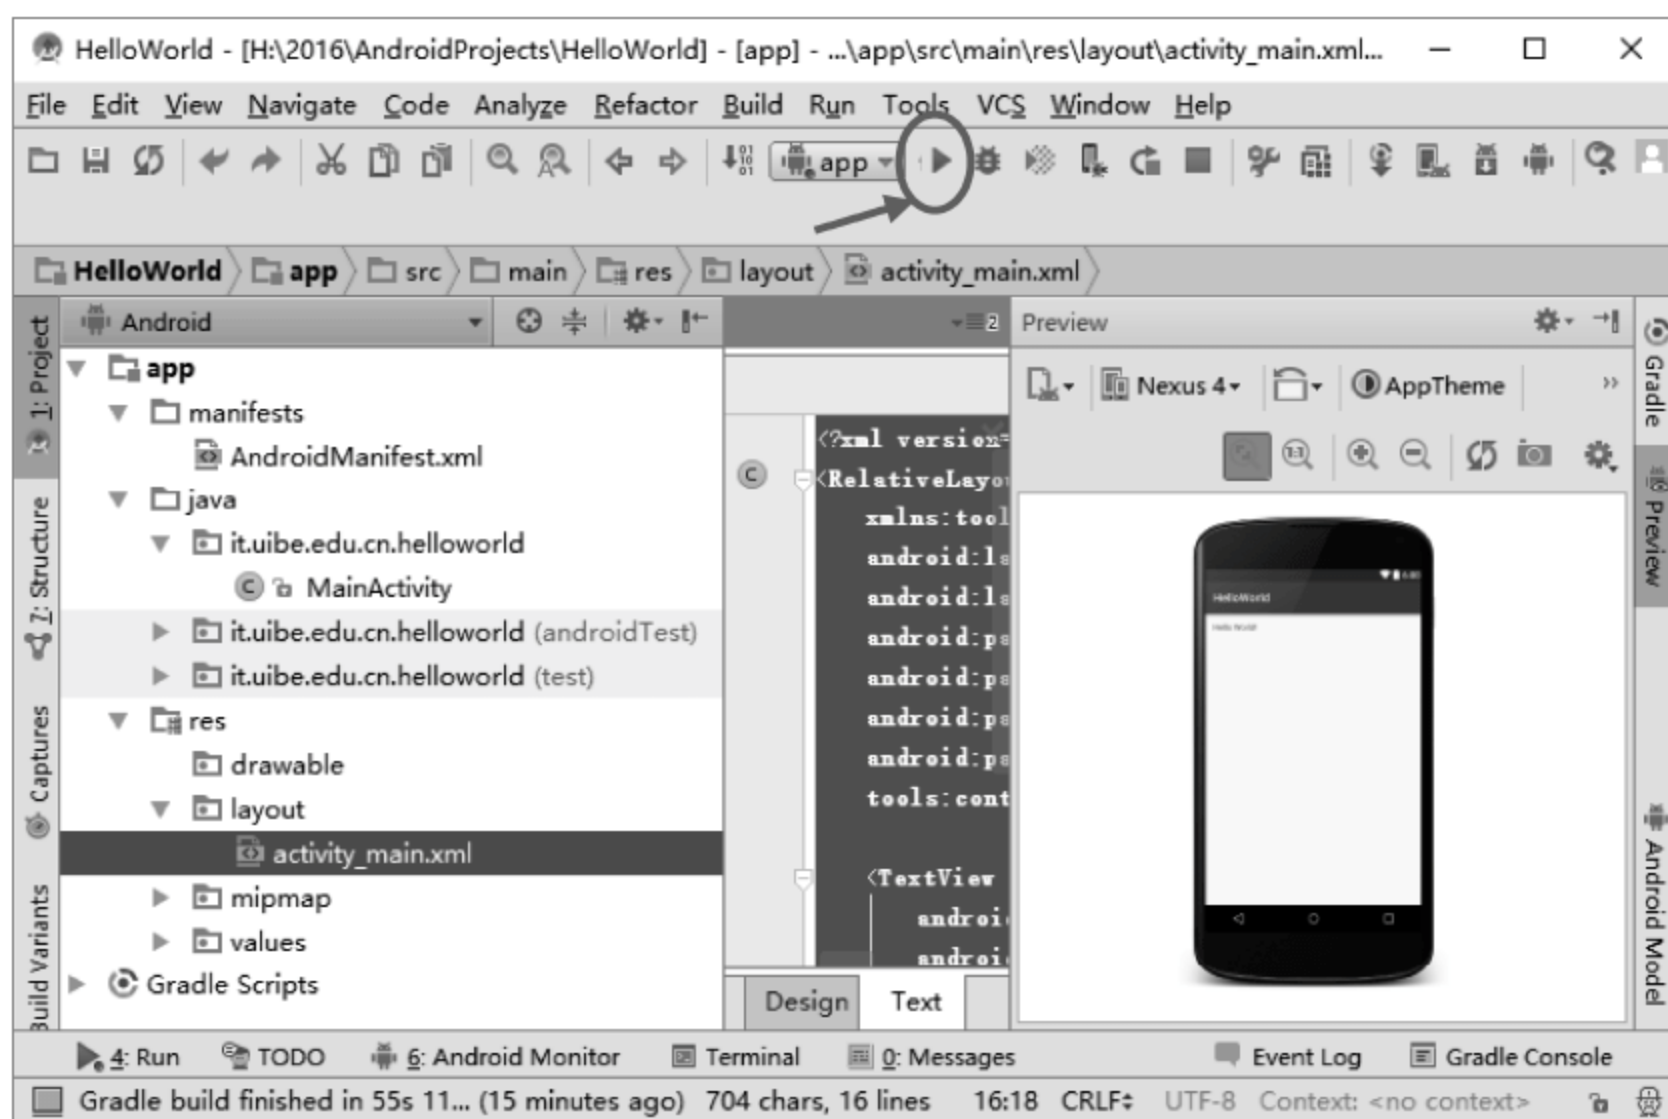 HelloWorld - [H:\2016\AndroidProjects\HelloWorld] - [app] - ...\app\src\main\res\layout\activity_main.xml...
File Edit View Navigate Code Analyze Refactor Build Run Tools VCS Window Help
app
HelloWorld app src main res layout activity_main.xml
1: Project
7: Structure
Captures
Build Variants
Android
app
manifests
AndroidManifest.xml
java
it.uibe.edu.cn.helloworld
MainActivity
it.uibe.edu.cn.helloworld (androidTest)
it.uibe.edu.cn.helloworld (test)
res
drawable
layout
activity_main.xml
mipmap
values
Gradle Scripts
2
<?xml version=
<RelativeLayou
xmlns:tool
android:la
android:la
android:pa
android:pa
android:pa
android:pa
tools:cont
<TextView
androi
androi
Design Text
Preview
Nexus 4 AppTheme
HelloWorld
Hello World!
Gradle
Preview
Android Model
4: Run TODO 6: Android Monitor Terminal 0: Messages Event Log Gradle Console
Gradle build finished in 55s 11... (15 minutes ago) 704 chars, 16 lines 16:18 CRLF UTF-8 Context: <no context>